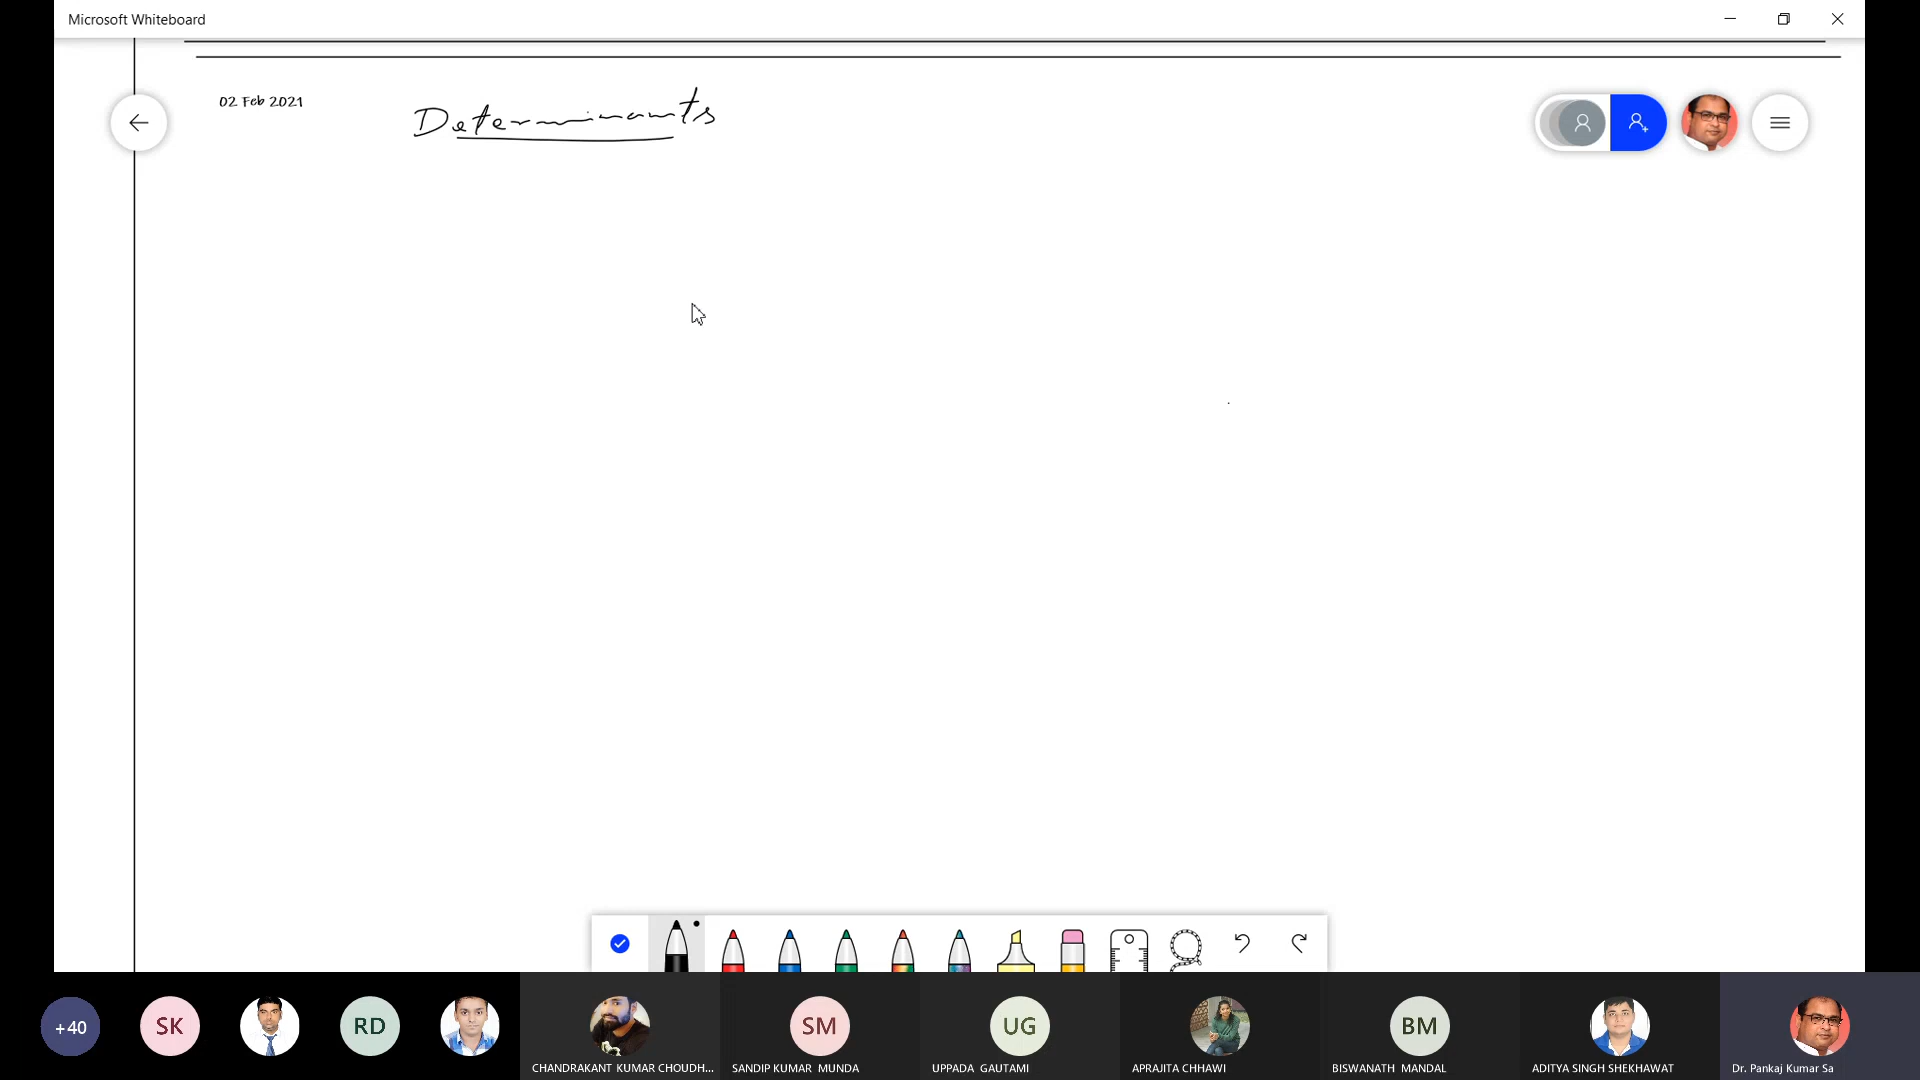 Microsoft Whiteboard
02 Feb 2021
Determinants
+40
SK
RD
SM
UG
BM
CHANDRAKANT KUMAR CHOUDH...
SANDIP KUMAR MUNDA
UPPADA GAUTAMI
APRAJITA CHHAWI
BISWANATH MANDAL
ADITYA SINGH SHEKHAWAT
Dr. Pankaj Kumar Sa